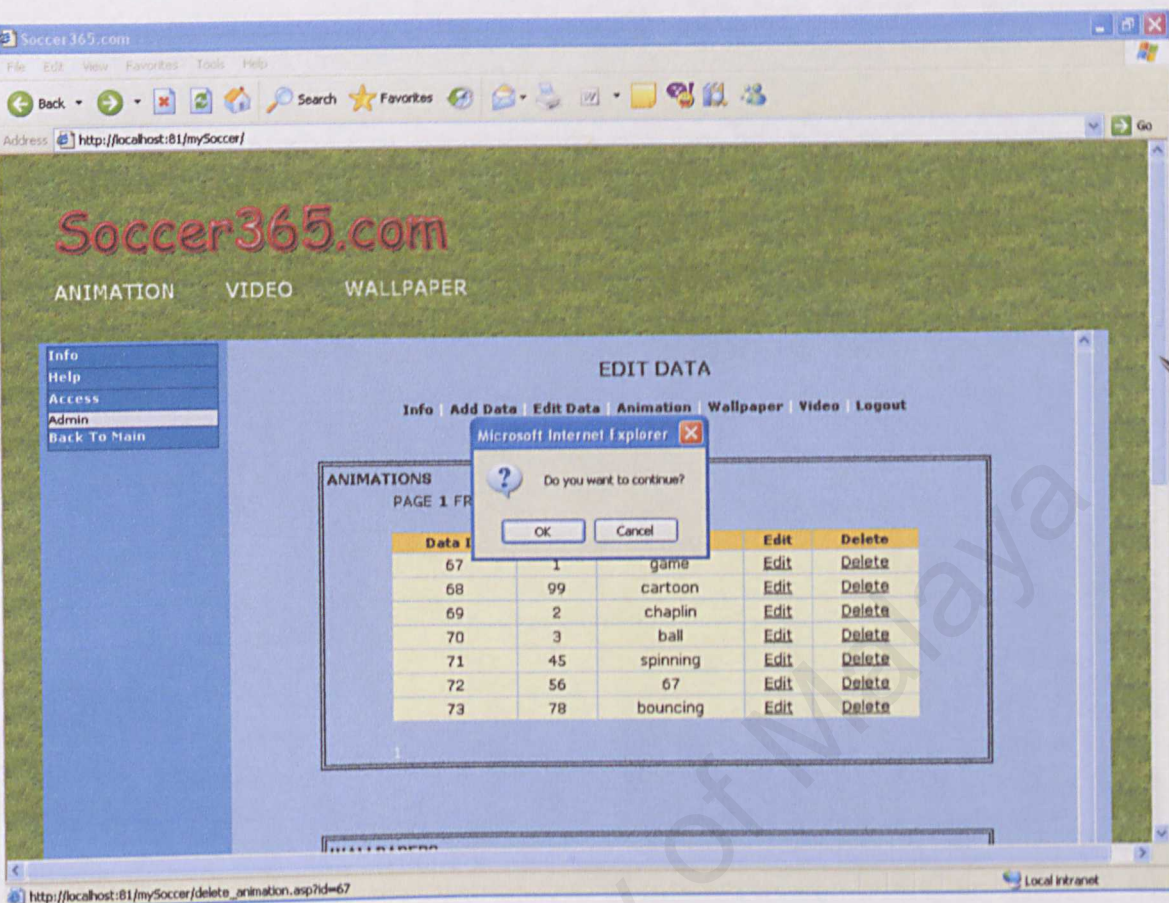 Soccer365.com
File Edit View Favorites Tools Help
Back Search Favorites
Address http://localhost:81/mySoccer/ Go
Soccer365.com
ANIMATION VIDEO WALLPAPER
Info
Help
Access
Admin
Back To Main
EDIT DATA
Info | Add Data | Edit Data | Animation | Wallpaper | Video | Logout
Microsoft Internet Explorer
Do you want to continue?
OK Cancel
ANIMATIONS
PAGE 1 FR
Data I Edit Delete
67 1 game Edit Delete
68 99 cartoon Edit Delete
69 2 chaplin Edit Delete
70 3 ball Edit Delete
71 45 spinning Edit Delete
72 56 67 Edit Delete
73 78 bouncing Edit Delete
1
http://localhost:81/mySoccer/delete_animation.asp?id=67 Local intranet
of Malaya